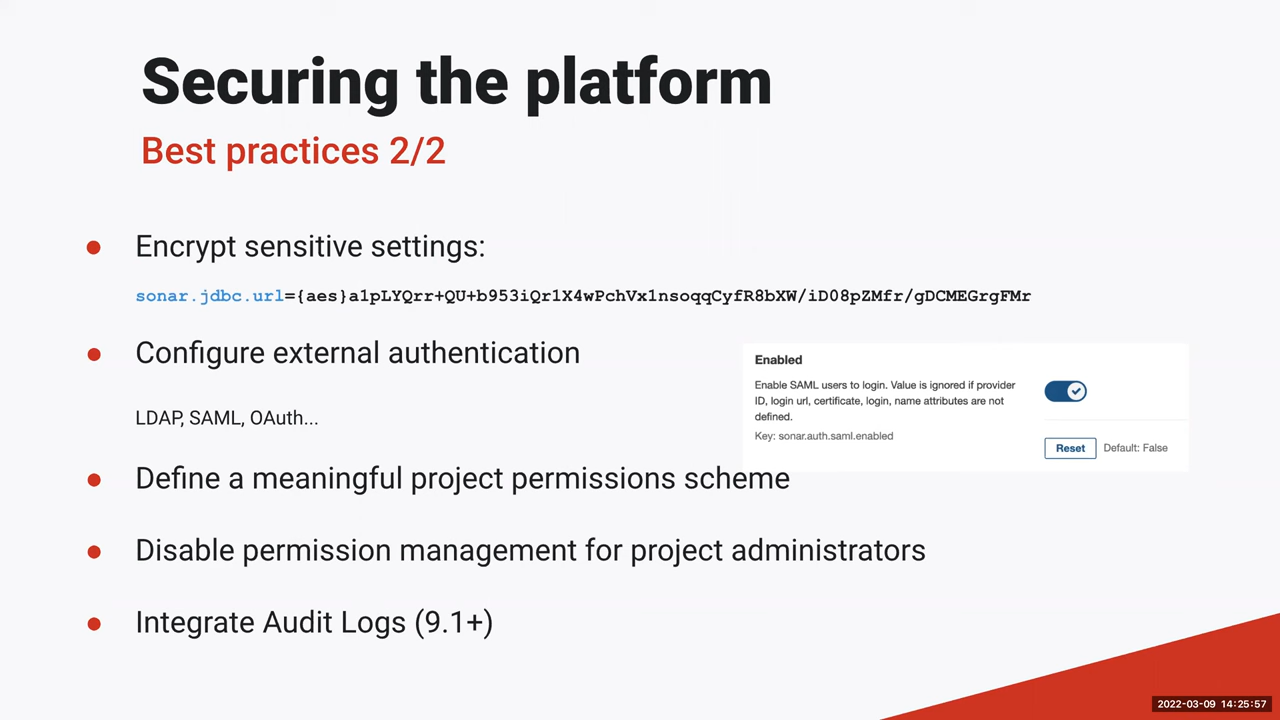 Securing the platform
Best practices 2/2
Encrypt sensitive settings:
sonar.jdbc.url={aes}a1pLYQrr+QU+b953iQr1X4wPchVx1nsoqqCyfR8bXW/iD08pZMfr/gDCMEGrgFMr
Configure external authentication
LDAP, SAML, OAuth...
Enabled
Enable SAML users to login. Value is ignored if provider
ID, login url, certificate, login, name attributes are not
defined.
Key: sonar.auth.saml.enabled
Reset Default: False
Define a meaningful project permissions scheme
Disable permission management for project administrators
Integrate Audit Logs (9.1+)
2022-03-09 14:25:57